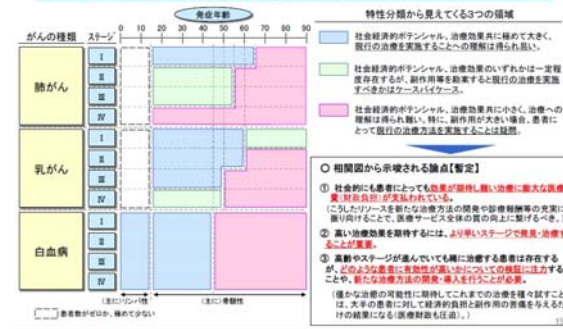 発症年齢
がんの種類 ステージ
0 10 20 30 40 50 60 70 80 90
肺がん
I
II
III
IV
乳がん
I
II
III
IV
白血病
I
II
III
IV
(主に)リンパ性
(主に)骨髄性
患者数がゼロか、極めて少ない
特性分類から見えてくる3つの領域
社会経済的ポテンシャル、治療効果共に極めて大きく、
現行の治療を実施することへの理解は得られ易い。
社会経済的ポテンシャル、治療効果のいずれかは一定程
度存在するが、副作用等を勘案すると現行の治療を実施
すべきかはケースバイケース。
社会経済的ポテンシャル、治療効果共に小さく、治療への
理解は得られ難い。特に、副作用が大きい場合、患者に
とって現行の治療方法を実施することは疑問。
○ 相関図から示唆される論点【暫定】
① 社会的にも患者にとっても効果が期待し難い治療に膨大な医療
費(財政負担)が支払われている。
(こうしたリソースを新たな治療方法の開発や診療報酬等の充実に
振り向けることで、医療サービス全体の質の向上に繋げるべき。)
② 高い治療効果を期待するには、より早いステージで発見・治療す
ることが重要。
③ 高齢やステージが進んでいても稀に治癒する患者は存在する
が、どのような患者に有効性が高いかについての検証に注力する
ことや、新たな治療方法の開発・導入を行うことが必要。
(僅かな治癒の可能性に期待してこれまでの治療を種々試すこと
は、大半の患者に対して経済的負担と副作用の苦痛を与えるだ
けの結果になる(医療財政も圧迫)。)